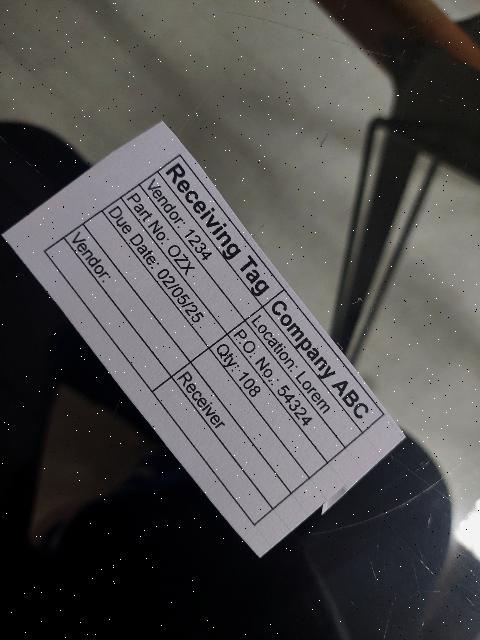 Receiving Tag Company ABC
Vendor: 1234 Location: Lorem
Part No: OZX P.O. No.: 54324
Due Date: 02/05/25 Qty: 108
Vendor: Receiver